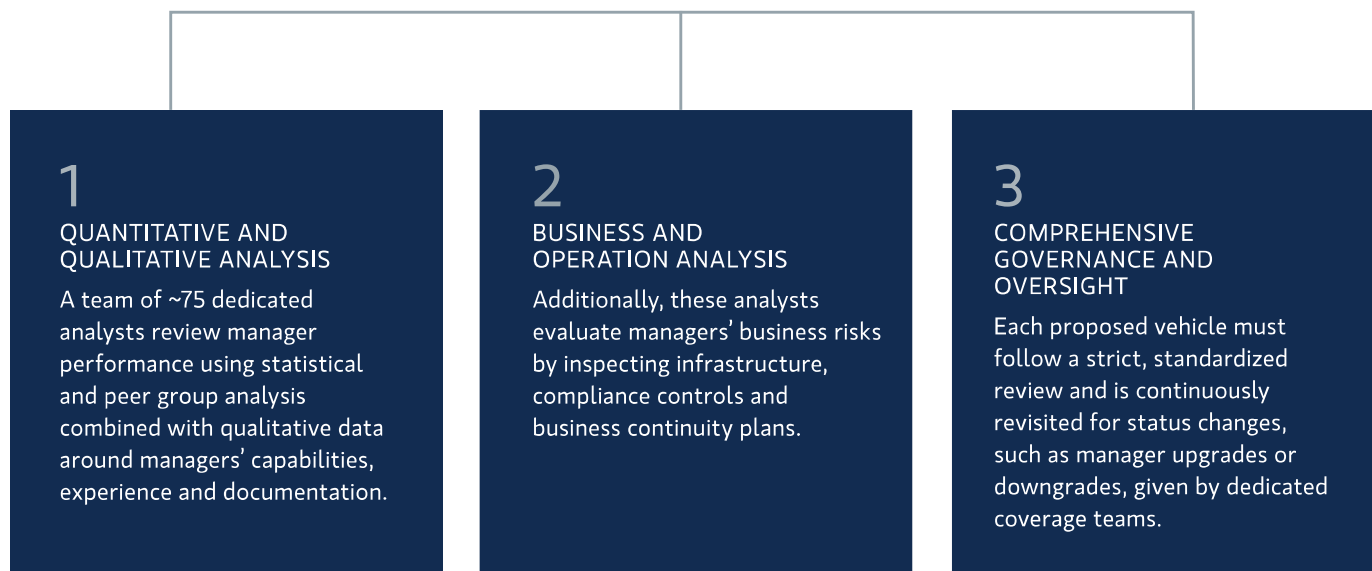 1
QUANTITATIVE AND
QUALITATIVE ANALYSIS
A team of ~75 dedicated
analysts review manager
performance using statistical
and peer group analysis
combined with qualitative data
around managers’ capabilities,
experience and documentation.
2
BUSINESS AND
OPERATION ANALYSIS
Additionally, these analysts
evaluate managers’ business risks
by inspecting infrastructure,
compliance controls and
business continuity plans.
3
COMPREHENSIVE
GOVERNANCE AND
OVERSIGHT
Each proposed vehicle must
follow a strict, standardized
review and is continuously
revisited for status changes,
such as manager upgrades or
downgrades, given by dedicated
coverage teams.